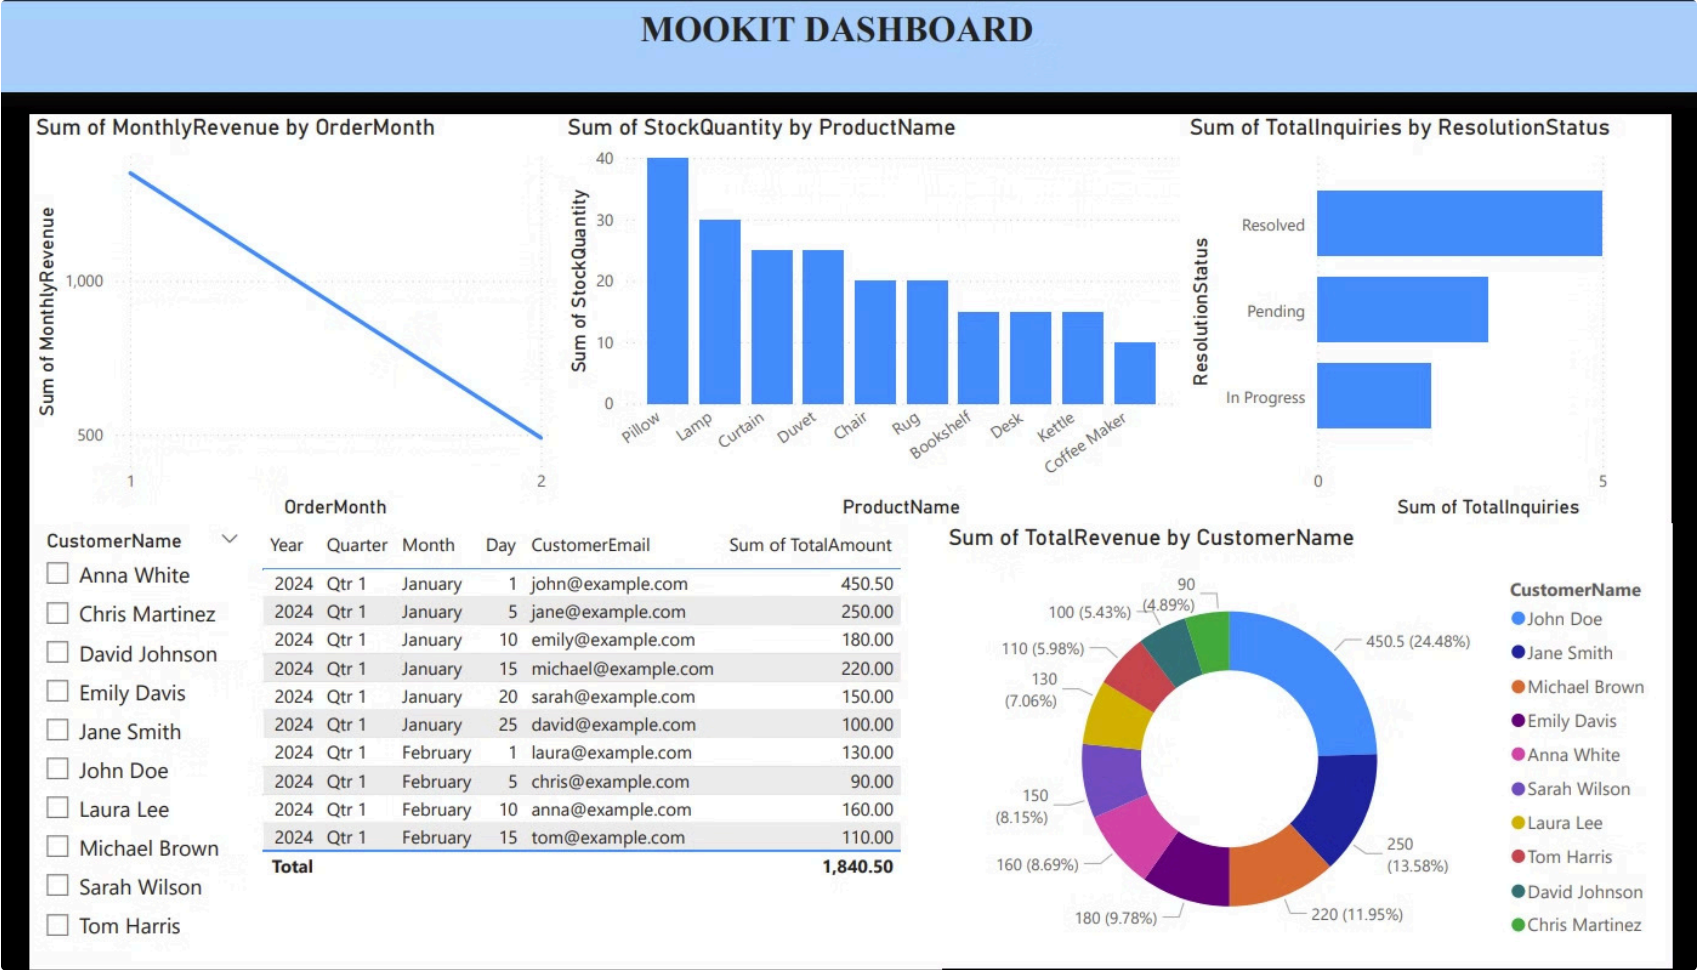 MOOKIT DASHBOARD
Sum of MonthlyRevenue by OrderMonth
Sum of MonthlyRevenue
1,000
500
1 2
OrderMonth
Sum of StockQuantity by ProductName
Sum of StockQuantity
40
30
20
10
0
Pillow Lamp Curtain Duvet Chair Rug Bookshelf Desk Kettle Coffee Maker
ProductName
Sum of TotalInquiries by ResolutionStatus
ResolutionStatus
Resolved
Pending
In Progress
0 5
Sum of TotalInquiries
CustomerName
Anna White
Chris Martinez
David Johnson
Emily Davis
Jane Smith
John Doe
Laura Lee
Michael Brown
Sarah Wilson
Tom Harris
Year Quarter Month Day CustomerEmail Sum of TotalAmount
2024 Qtr 1 January 1 john@example.com 450.50
2024 Qtr 1 January 5 jane@example.com 250.00
2024 Qtr 1 January 10 emily@example.com 180.00
2024 Qtr 1 January 15 michael@example.com 220.00
2024 Qtr 1 January 20 sarah@example.com 150.00
2024 Qtr 1 January 25 david@example.com 100.00
2024 Qtr 1 February 1 laura@example.com 130.00
2024 Qtr 1 February 5 chris@example.com 90.00
2024 Qtr 1 February 10 anna@example.com 160.00
2024 Qtr 1 February 15 tom@example.com 110.00
Total 1,840.50
Sum of TotalRevenue by CustomerName
90
(4.89%)
100 (5.43%)
110 (5.98%)
130
(7.06%)
150
(8.15%)
160 (8.69%)
180 (9.78%)
220 (11.95%)
250
(13.58%)
450.5 (24.48%)
CustomerName
John Doe
Jane Smith
Michael Brown
Emily Davis
Anna White
Sarah Wilson
Laura Lee
Tom Harris
David Johnson
Chris Martinez